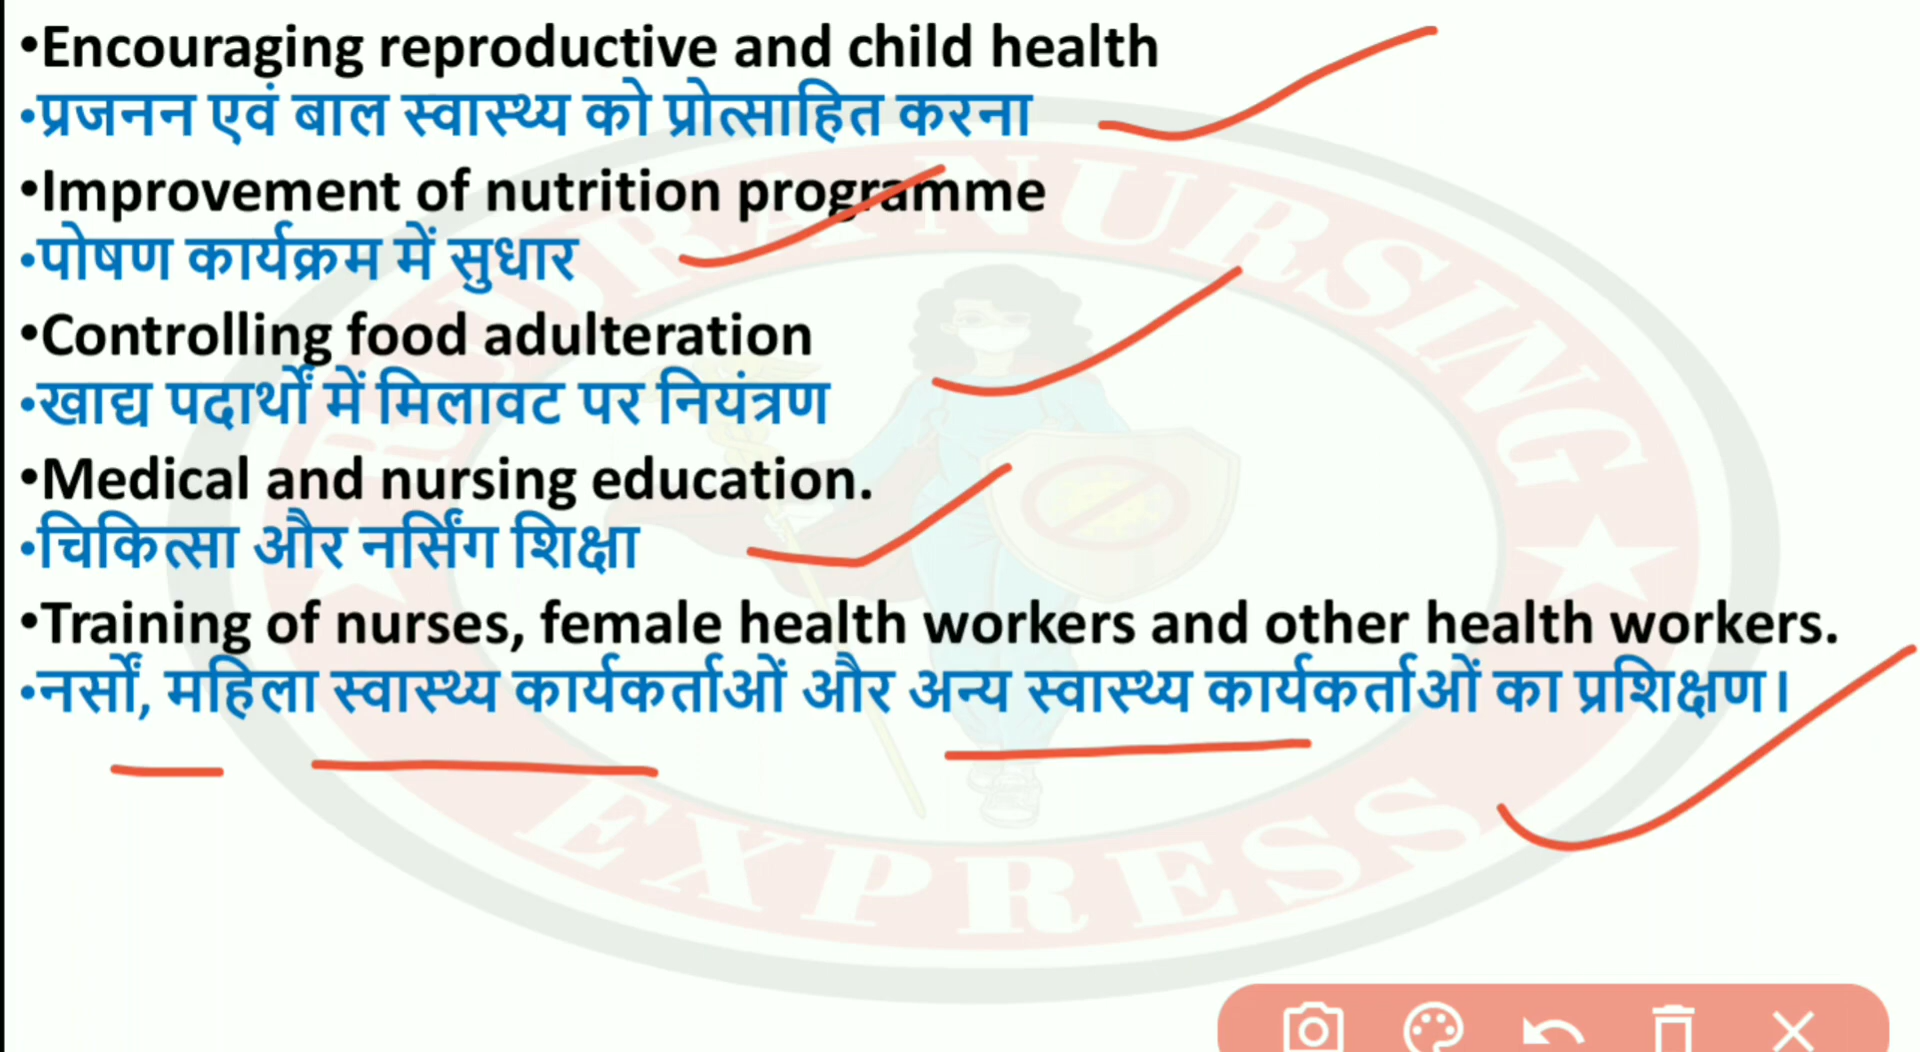 •Encouraging reproductive and child health
•प्रजनन एवं बाल स्वास्थ्य को प्रोत्साहित करना
•Improvement of nutrition programme
•पोषण कार्यक्रम में सुधार
•Controlling food adulteration
•खाद्य पदार्थों में मिलावट पर नियंत्रण
•Medical and nursing education.
•चिकित्सा और नर्सिंग शिक्षा
•Training of nurses, female health workers and other health workers.
•नर्सों, महिला स्वास्थ्य कार्यकर्ताओं और अन्य स्वास्थ्य कार्यकर्ताओं का प्रशिक्षण।
NURSING
EXPRESS